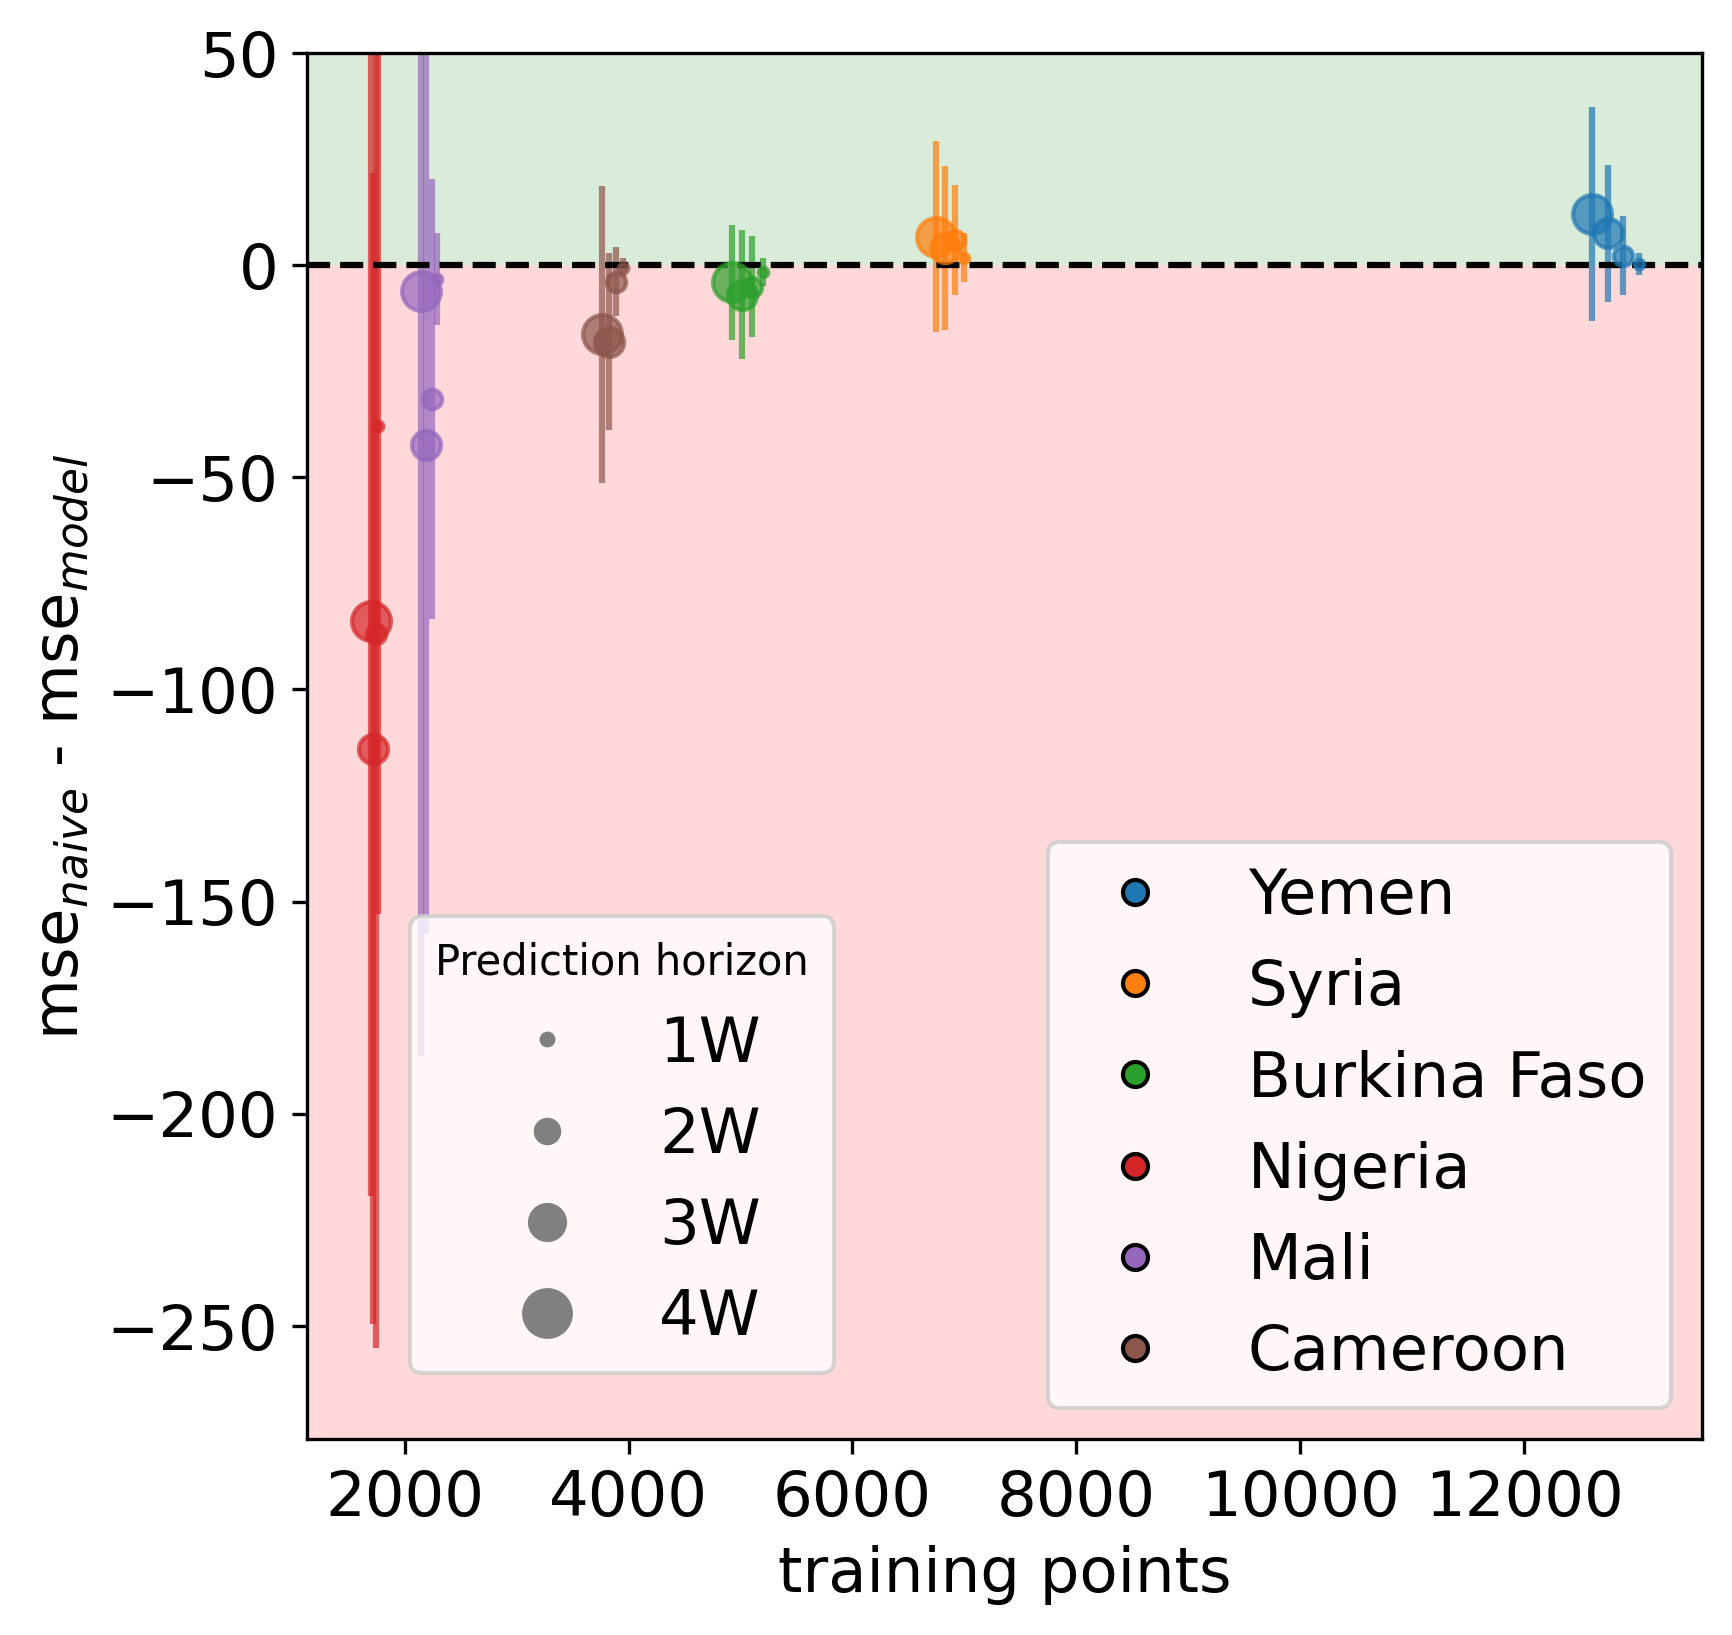 50
0
−50
−100
−150
−200
−250
mse_naive - mse_model
Prediction horizon
1W
2W
3W
4W
Yemen
Syria
Burkina Faso
Nigeria
Mali
Cameroon
2000 4000 6000 8000 10000 12000
training points